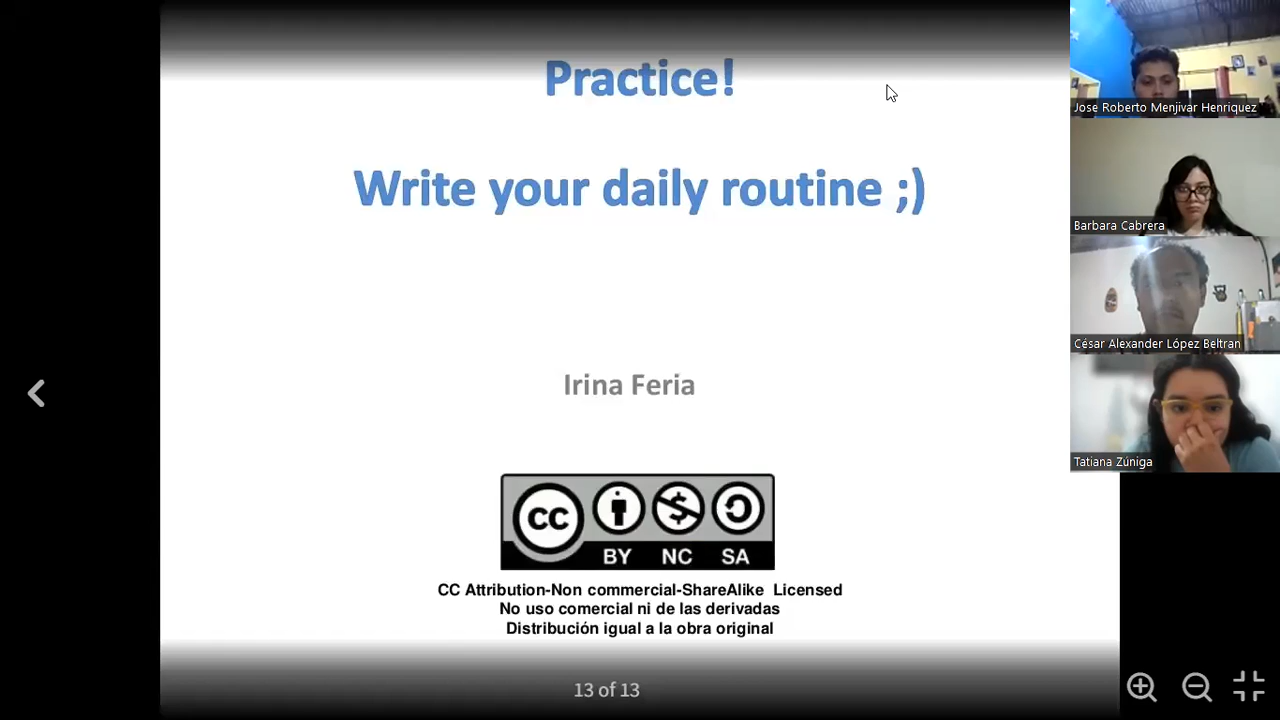 Practice!
Write your daily routine ;)
Irina Feria
CC
BY NC SA
CC Attribution-Non commercial-ShareAlike Licensed
No uso comercial ni de las derivadas
Distribución igual a la obra original
13 of 13
Jose Roberto Menjivar Henriquez
Barbara Cabrera
César Alexander López Beltran
Tatiana Zúniga